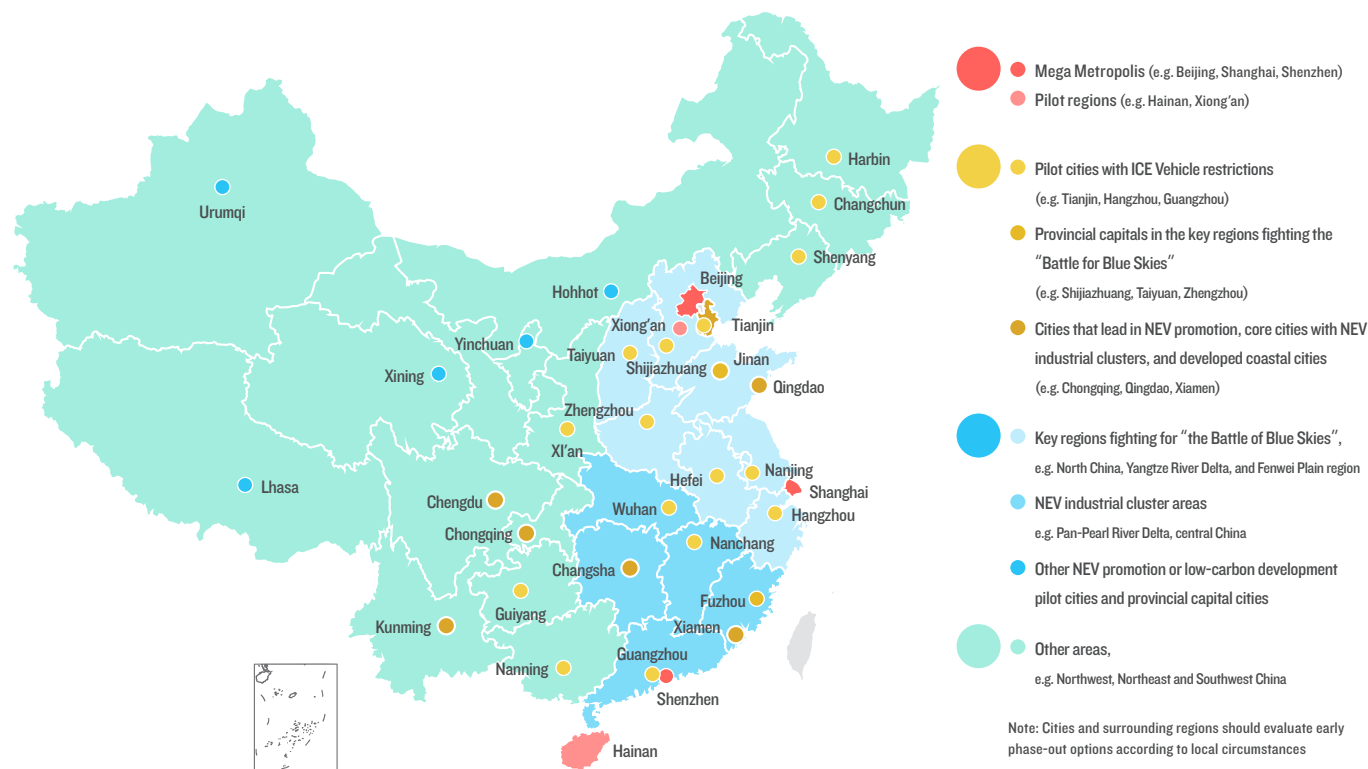 Harbin
Changchun
Urumqi
Shenyang
Beijing
Hohhot
Xiong'an
Tianjin
Yinchuan
Taiyuan
Jinan
Shijiazhuang
Xining
Qingdao
Zhengzhou
XI'an
Nanjing
Hefei
Lhasa
Shanghai
Chengdu
Wuhan
Hangzhou
Chongqing
Nanchang
Changsha
Fuzhou
Guiyang
Kunming
Xiamen
Guangzhou
Nanning
Shenzhen
Hainan
Mega Metropolis (e.g. Beijing, Shanghai, Shenzhen)
Pilot regions (e.g. Hainan, Xiong'an)
Pilot cities with ICE Vehicle restrictions
(e.g. Tianjin, Hangzhou, Guangzhou)
Provincial capitals in the key regions fighting the
"Battle for Blue Skies"
(e.g. Shijiazhuang, Taiyuan, Zhengzhou)
Cities that lead in NEV promotion, core cities with NEV
industrial clusters, and developed coastal cities
(e.g. Chongqing, Qingdao, Xiamen)
Key regions fighting for "the Battle of Blue Skies",
e.g. North China, Yangtze River Delta, and Fenwei Plain region
NEV industrial cluster areas
e.g. Pan-Pearl River Delta, central China
Other NEV promotion or low-carbon development
pilot cities and provincial capital cities
Other areas,
e.g. Northwest, Northeast and Southwest China
Note: Cities and surrounding regions should evaluate early
phase-out options according to local circumstances